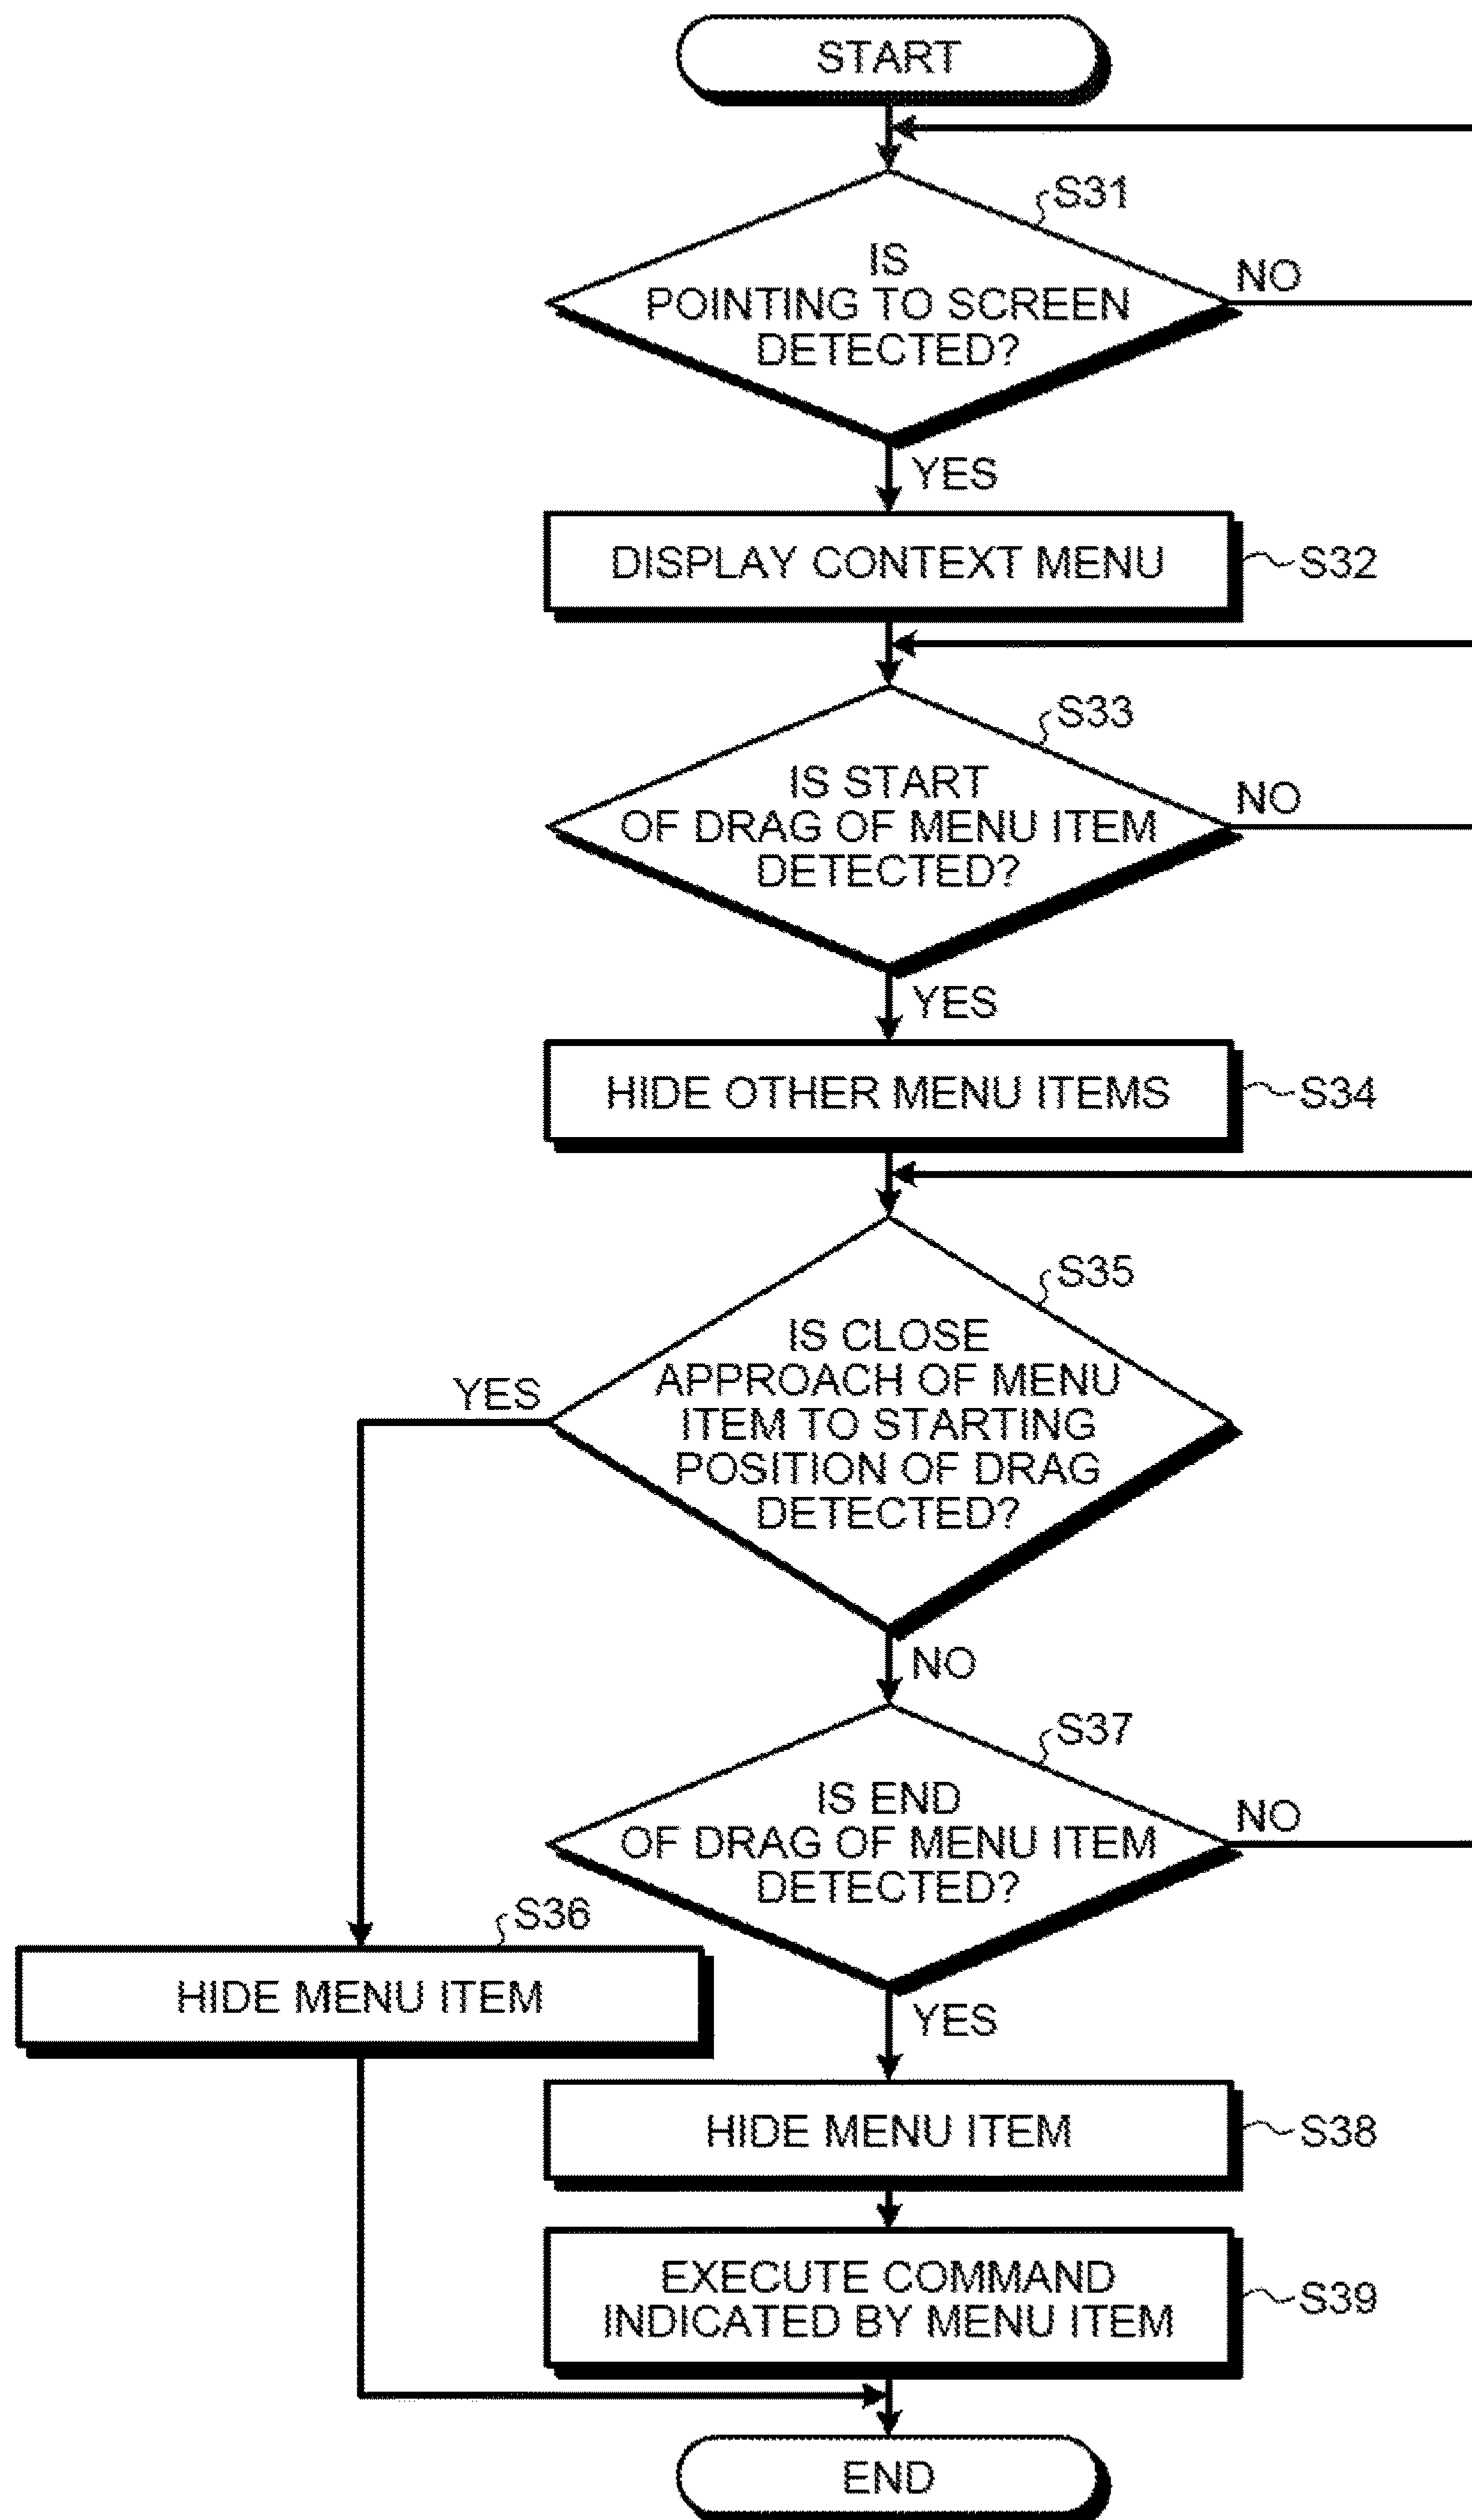 START
S31
IS
POINTING TO SCREEN
DETECTED?
NO
YES
DISPLAY CONTEXT MENU
S32
S33
IS START
OF DRAG OF MENU ITEM
DETECTED?
NO
YES
HIDE OTHER MENU ITEMS
S34
S35
IS CLOSE
APPROACH OF MENU
ITEM TO STARTING
POSITION OF DRAG
DETECTED?
YES
NO
S37
IS END
OF DRAG OF MENU ITEM
DETECTED?
NO
S36
HIDE MENU ITEM
YES
HIDE MENU ITEM
S38
EXECUTE COMMAND
INDICATED BY MENU ITEM
S39
END